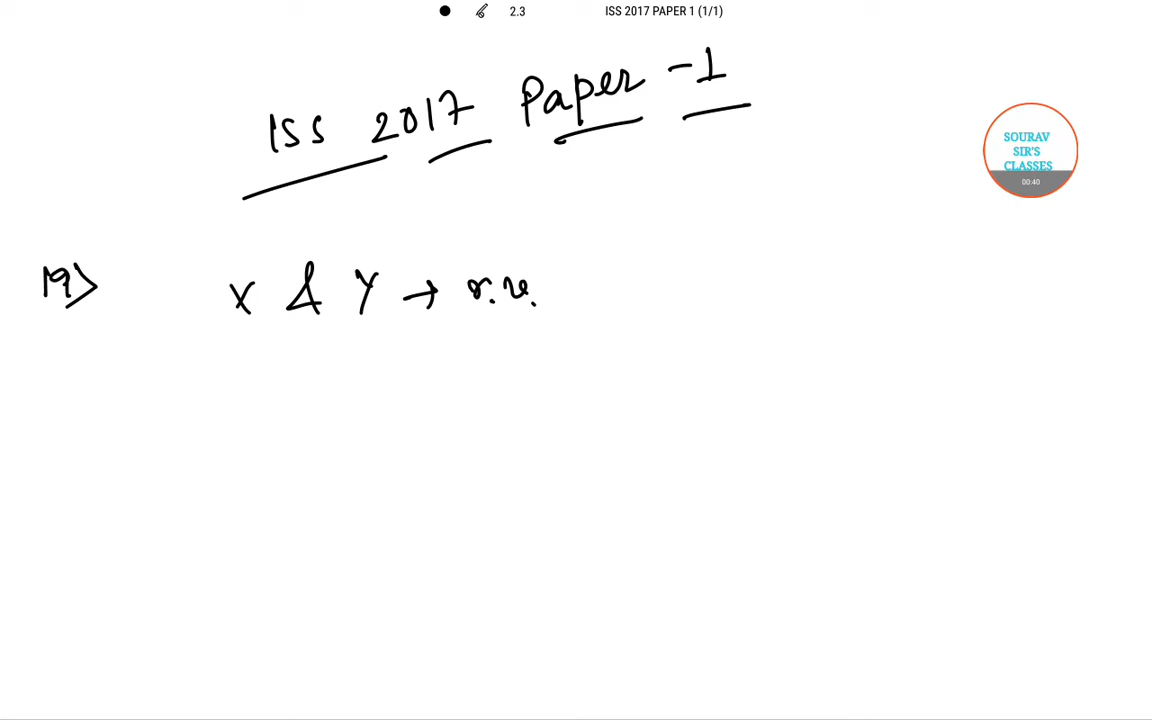 2.3 ISS 2017 PAPER 1 (1/1)
ISS 2017 Paper - 1
SOURAV
SIR'S
CLASSES
00:40
19> X & Y → r.v.